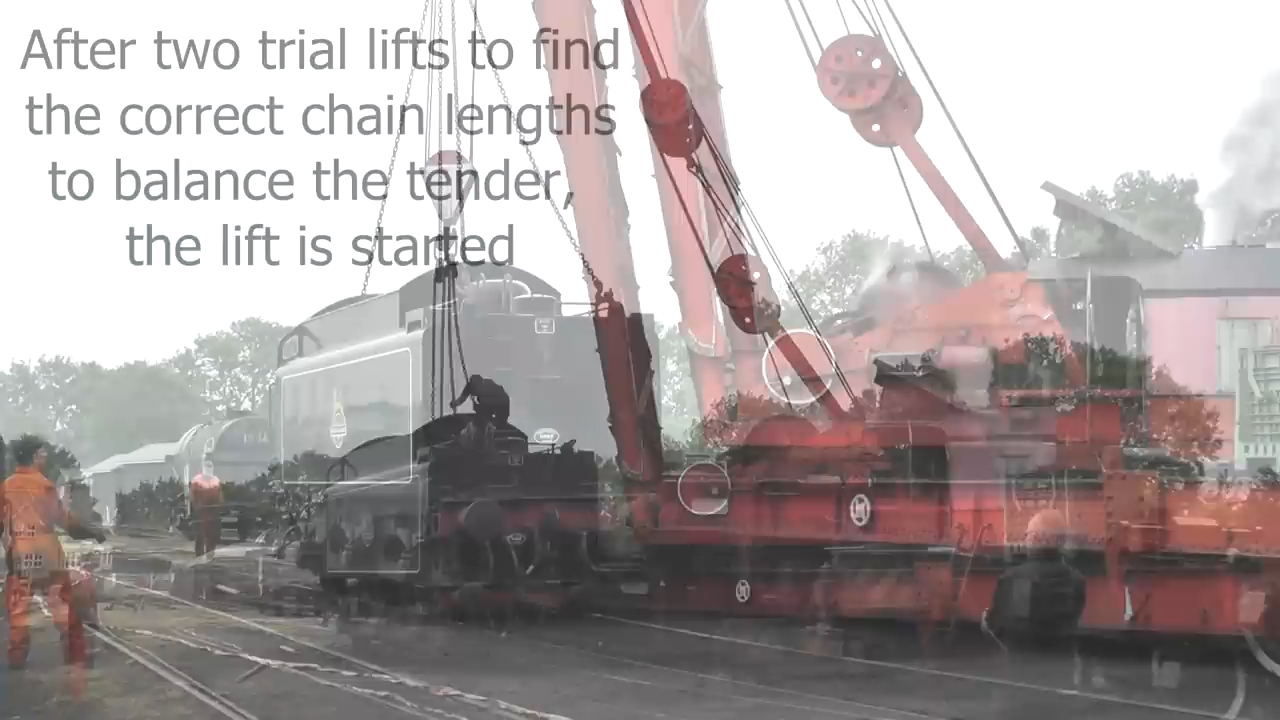 After two trial lifts to find
the correct chain lengths
to balance the tender,
the lift is started